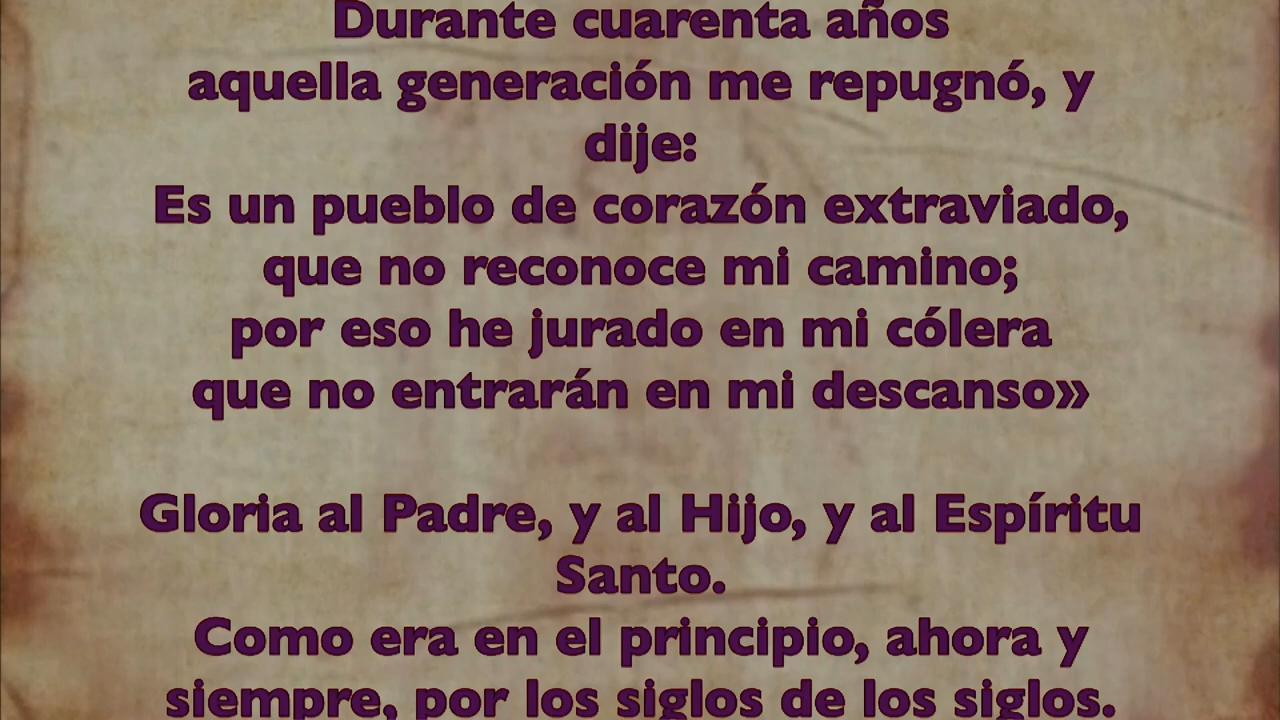 Durante cuarenta años
aquella generación me repugnó, y
dije:
Es un pueblo de corazón extraviado,
que no reconoce mi camino;
por eso he jurado en mi cólera
que no entrarán en mi descanso»
Gloria al Padre, y al Hijo, y al Espíritu
Santo.
Como era en el principio, ahora y
siempre, por los siglos de los siglos.